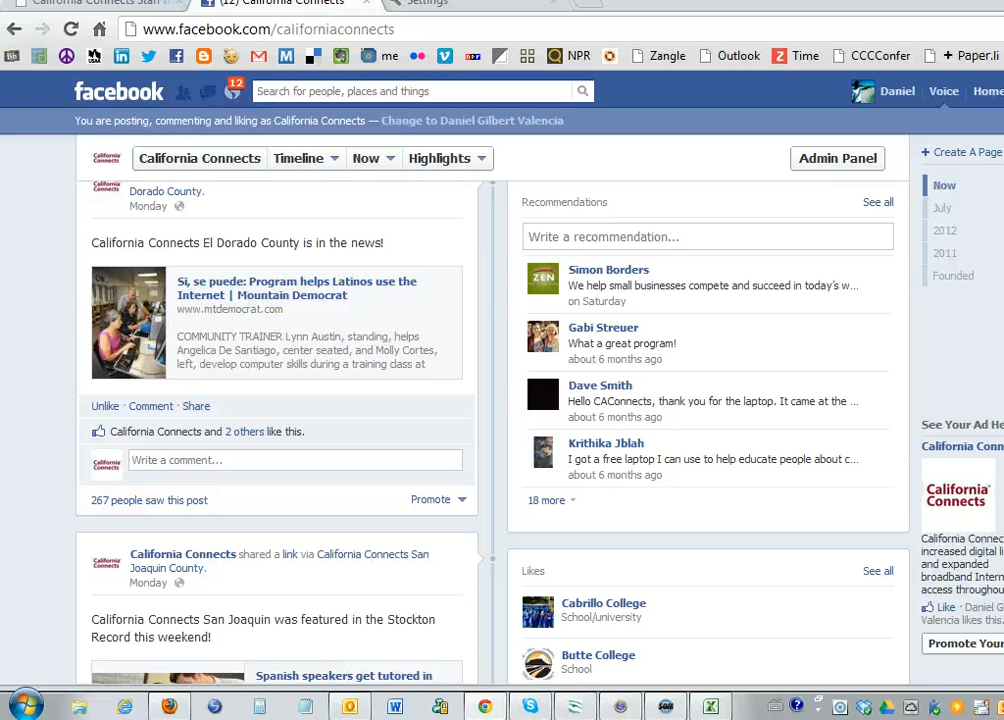 (12) California Connects
Settings
www.facebook.com/californiaconnects
me
NPR
Zangle
Outlook
Time
CCCConfer
+ Paper.li
facebook
12
Search for people, places and things
Daniel
Voice
Home
You are posting, commenting and liking as California Connects — Change to Daniel Gilbert Valencia
California Connects
Timeline
Now
Highlights
Admin Panel
+ Create A Page
Now
July
2012
2011
Founded
Dorado County.
Monday
California Connects El Dorado County is in the news!
Si, se puede: Program helps Latinos use the
Internet | Mountain Democrat
www.mtdemocrat.com
COMMUNITY TRAINER Lynn Austin, standing, helps
Angelica De Santiago, center seated, and Molly Cortes,
left, develop computer skills during a training class at
Unlike · Comment · Share
California Connects and 2 others like this.
Write a comment...
267 people saw this post
Promote
California Connects shared a link via California Connects San
Joaquin County.
Monday
California Connects San Joaquin was featured in the Stockton
Record this weekend!
Spanish speakers get tutored in
Recommendations
See all
Write a recommendation...
ZEN
Simon Borders
We help small businesses compete and succeed in today's w...
on Saturday
Gabi Streuer
What a great program!
about 6 months ago
Dave Smith
Hello CAConnects, thank you for the laptop. It came at the ...
about 6 months ago
Krithika Jblah
I got a free laptop I can use to help educate people about c...
about 6 months ago
18 more
Likes
See all
Cabrillo College
School/university
Butte College
School
See Your Ad He
California Conn
California
Connects
California Connec
increased digital li
and expanded
broadband Intern
access throughou
Like · Daniel G
Valencia likes this.
Promote You